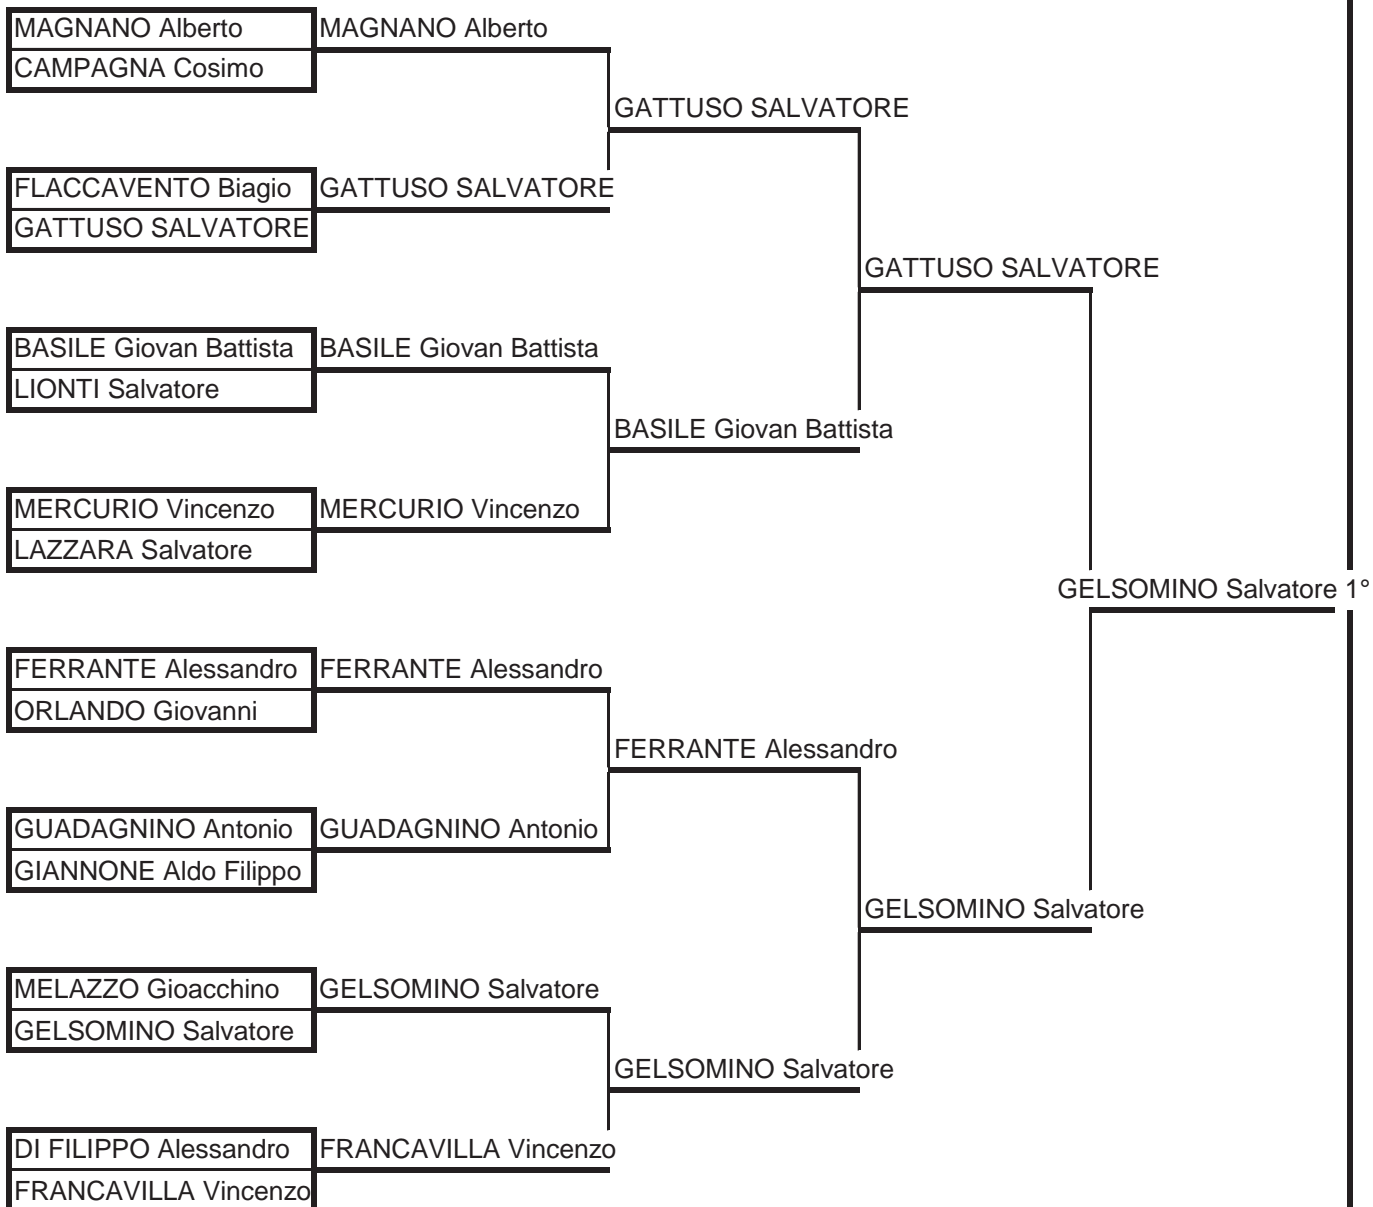 MAGNANO Alberto MAGNANO Alberto
CAMPAGNA Cosimo
GATTUSO SALVATORE
FLACCAVENTO Biagio GATTUSO SALVATORE
GATTUSO SALVATORE
GATTUSO SALVATORE
BASILE Giovan Battista BASILE Giovan Battista
LIONTI Salvatore
BASILE Giovan Battista
MERCURIO Vincenzo MERCURIO Vincenzo
LAZZARA Salvatore
GELSOMINO Salvatore 1°
FERRANTE Alessandro FERRANTE Alessandro
ORLANDO Giovanni
FERRANTE Alessandro
GUADAGNINO Antonio GUADAGNINO Antonio
GIANNONE Aldo Filippo
GELSOMINO Salvatore
MELAZZO Gioacchino GELSOMINO Salvatore
GELSOMINO Salvatore
GELSOMINO Salvatore
DI FILIPPO Alessandro FRANCAVILLA Vincenzo
FRANCAVILLA Vincenzo